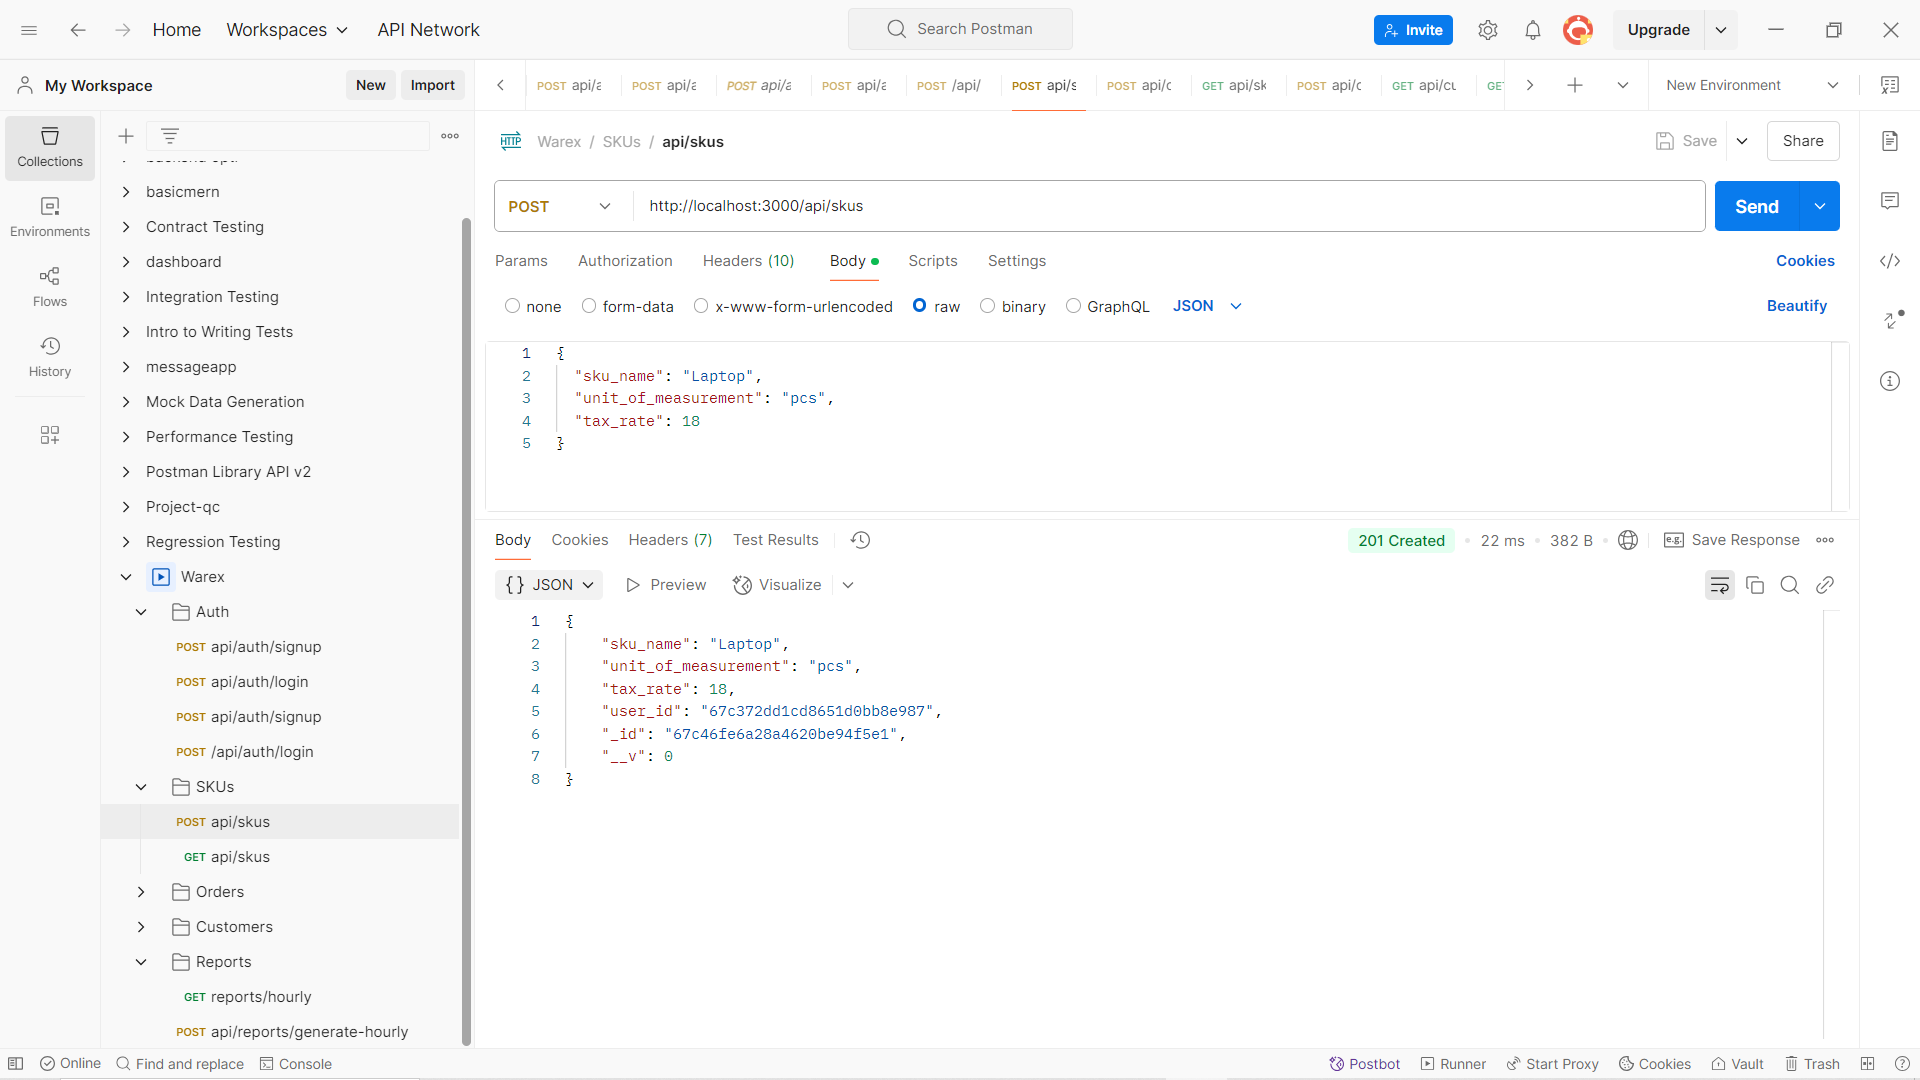 Home
Workspaces
API Network
Search Postman
Invite
Upgrade
My Workspace
New
Import
POST api/a
POST api/a
POST api/a
POST api/a
POST /api/
POST api/s
POST api/c
GET api/sk
POST api/c
GET api/cu
GET
New Environment
Collections
Environments
Flows
History
basicmern
Contract Testing
dashboard
Integration Testing
Intro to Writing Tests
messageapp
Mock Data Generation
Performance Testing
Postman Library API v2
Project-qc
Regression Testing
Warex
Auth
POST api/auth/signup
POST api/auth/login
POST api/auth/signup
POST /api/auth/login
SKUs
POST api/skus
GET api/skus
Orders
Customers
Reports
GET reports/hourly
POST api/reports/generate-hourly
HTTP Warex / SKUs / api/skus
Save
Share
POST
http://localhost:3000/api/skus
Send
Params
Authorization
Headers (10)
Body
Scripts
Settings
Cookies
none
form-data
x-www-form-urlencoded
raw
binary
GraphQL
JSON
Beautify
1 {
2 "sku_name": "Laptop",
3 "unit_of_measurement": "pcs",
4 "tax_rate": 18
5 }
Body
Cookies
Headers (7)
Test Results
201 Created
22 ms
382 B
e.g. Save Response
{} JSON
Preview
Visualize
1 {
2 "sku_name": "Laptop",
3 "unit_of_measurement": "pcs",
4 "tax_rate": 18,
5 "user_id": "67c372dd1cd8651d0bb8e987",
6 "_id": "67c46fe6a28a4620be94f5e1",
7 "__v": 0
8 }
Online
Find and replace
Console
Postbot
Runner
Start Proxy
Cookies
Vault
Trash